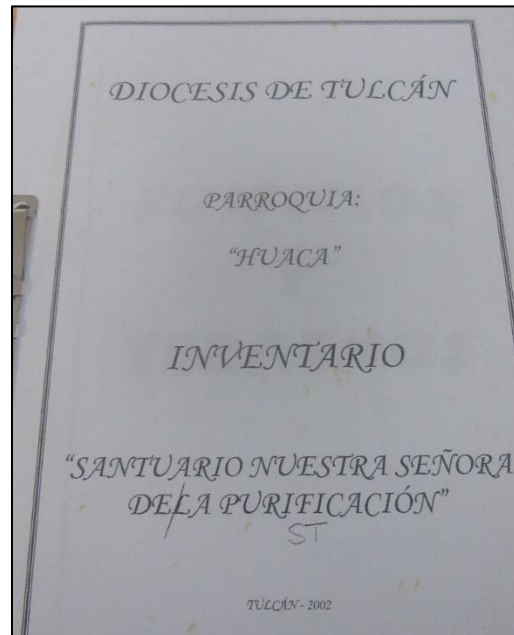 DIOCESIS DE TULCÁN
PARROQUIA:
"HUACA"
INVENTARIO
"SANTUARIO NUESTRA SEÑORA
DE/LA PURIFICACIÓN"
ST
TULCÁN - 2002